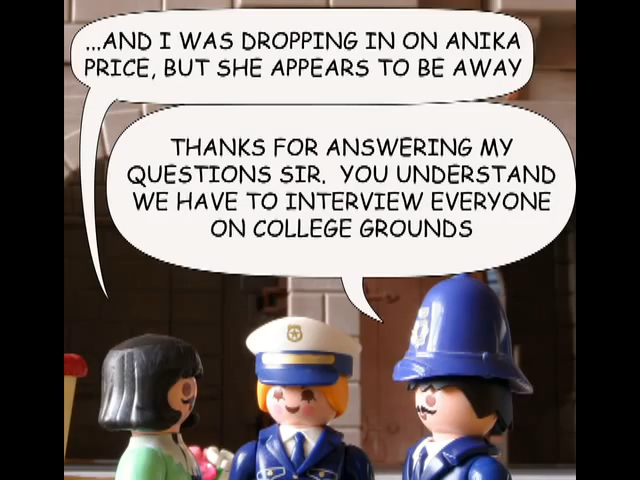 ...AND I WAS DROPPING IN ON ANIKA
PRICE, BUT SHE APPEARS TO BE AWAY
THANKS FOR ANSWERING MY
QUESTIONS SIR. YOU UNDERSTAND
WE HAVE TO INTERVIEW EVERYONE
ON COLLEGE GROUNDS